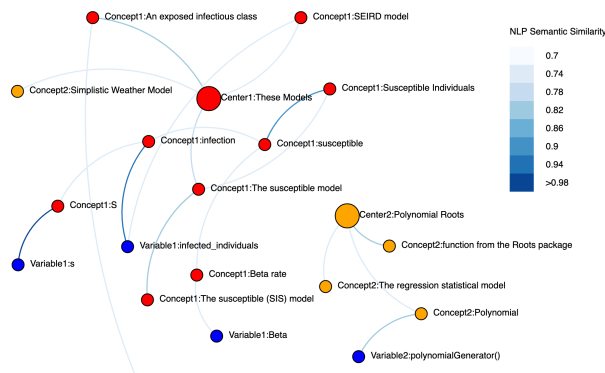 Concept1:An exposed infectious class
Concept1:SEIRD model
NLP Semantic Similarity
0.7
0.74
0.78
0.82
0.86
0.9
0.94
>0.98
Concept2:Simplistic Weather Model
Center1:These Models
Concept1:Susceptible Individuals
Concept1:infection
Concept1:susceptible
Concept1:The susceptible model
Concept1:S
Center2:Polynomial Roots
Variable1:infected_individuals
Concept2:function from the Roots package
Variable1:s
Concept1:Beta rate
Concept2:The regression statistical model
Concept1:The susceptible (SIS) model
Concept2:Polynomial
Variable1:Beta
Variable2:polynomialGenerator()